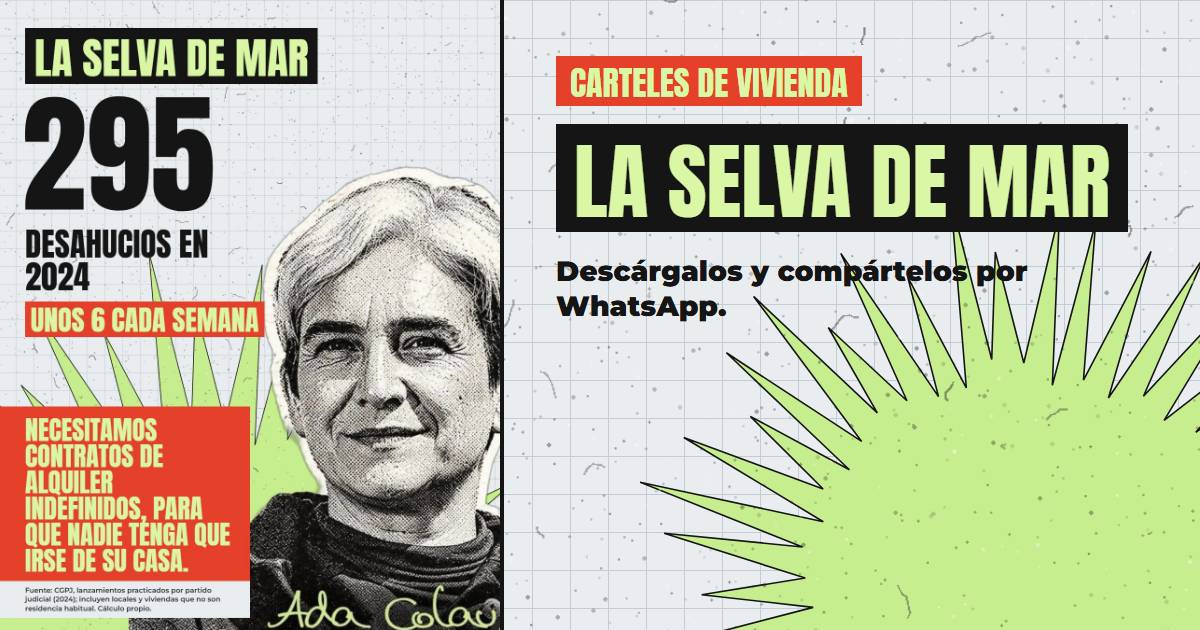 LA SELVA DE MAR
295
DESAHUCIOS EN
2024
UNOS 6 CADA SEMANA
NECESITAMOS
CONTRATOS DE
ALQUILER
INDEFINIDOS, PARA
QUE NADIE TENGA QUE
IRSE DE SU CASA.
Fuente: CGPJ, lanzamientos practicados por partido
judicial (2024); incluyen locales y viviendas que no son
residencia habitual. Cálculo propio.
Ada Colau
CARTELES DE VIVIENDA
LA SELVA DE MAR
Descárgalos y compártelos por
WhatsApp.